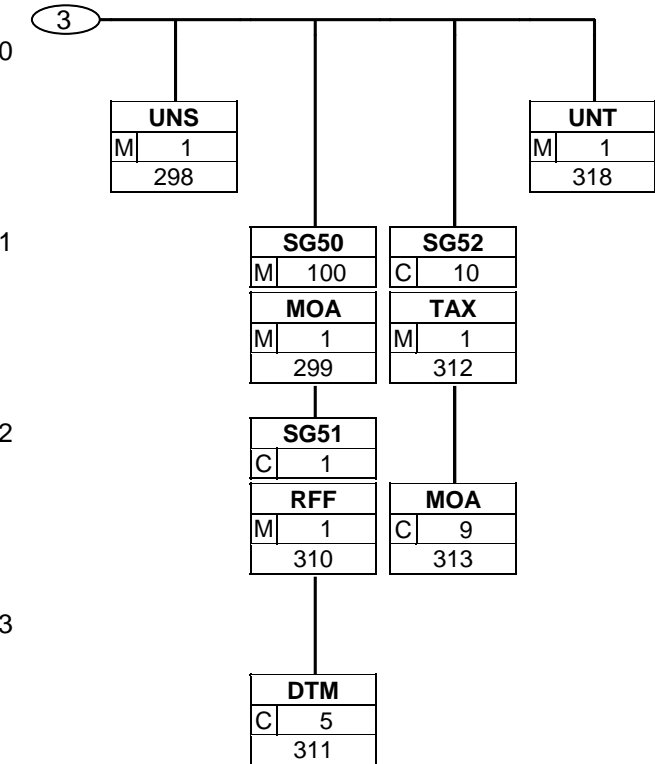 3
0
UNS
M 1
298
UNT
M 1
318
1
SG50
M 100
MOA
M 1
299
SG52
C 10
TAX
M 1
312
2
SG51
C 1
RFF
M 1
310
MOA
C 9
313
3
DTM
C 5
311